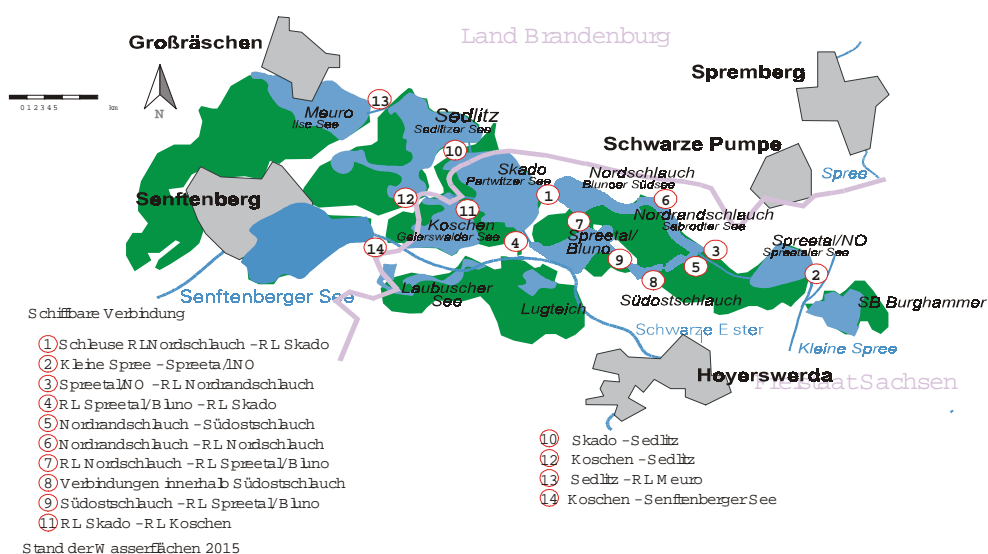 Land Brandenburg
Großräschen
Spremberg
0 1 2 3 4 5 km
N
13
Meuro
Ilse See
Sedlitz
Sedlitzer See
10
Schwarze Pumpe
Skado
Partwitzer See
Nordschlauch
Blunoer Südsee
Spree
Senftenberg
12
11
1
6
7
Nordrandschlauch
Sabrodter See
Koschen
Geierswalder See
14
4
Spreetal/
Bluno
3
Spreetal/NO
Spreetaler See
9
5
8
2
Senftenberger See
Laubuscher
See
Lugteich
Südostschlauch
SB Burghammer
Schwarze Elster
Kleine Spree
Hoyerswerda
Freistaat Sachsen
Schiffbare Verbindung
1 Schleuse RL Nordschlauch - RL Skado
2 Kleine Spree - Spreetal/NO
3 Spreetal/NO - RL Nordrandschlauch
4 RL Spreetal/Bluno - RL Skado
5 Nordrandschlauch - Südostschlauch
6 Nordrandschlauch - RL Nordschlauch
7 RL Nordschlauch - RL Spreetal/Bluno
8 Verbindungen innerhalb Südostschlauch
9 Südostschlauch - RL Spreetal/Bluno
11 RL Skado - RL Koschen
10 Skado - Sedlitz
12 Koschen - Sedlitz
13 Sedlitz - RL Meuro
14 Koschen - Senftenberger See
Stand der Wasserflächen 2015